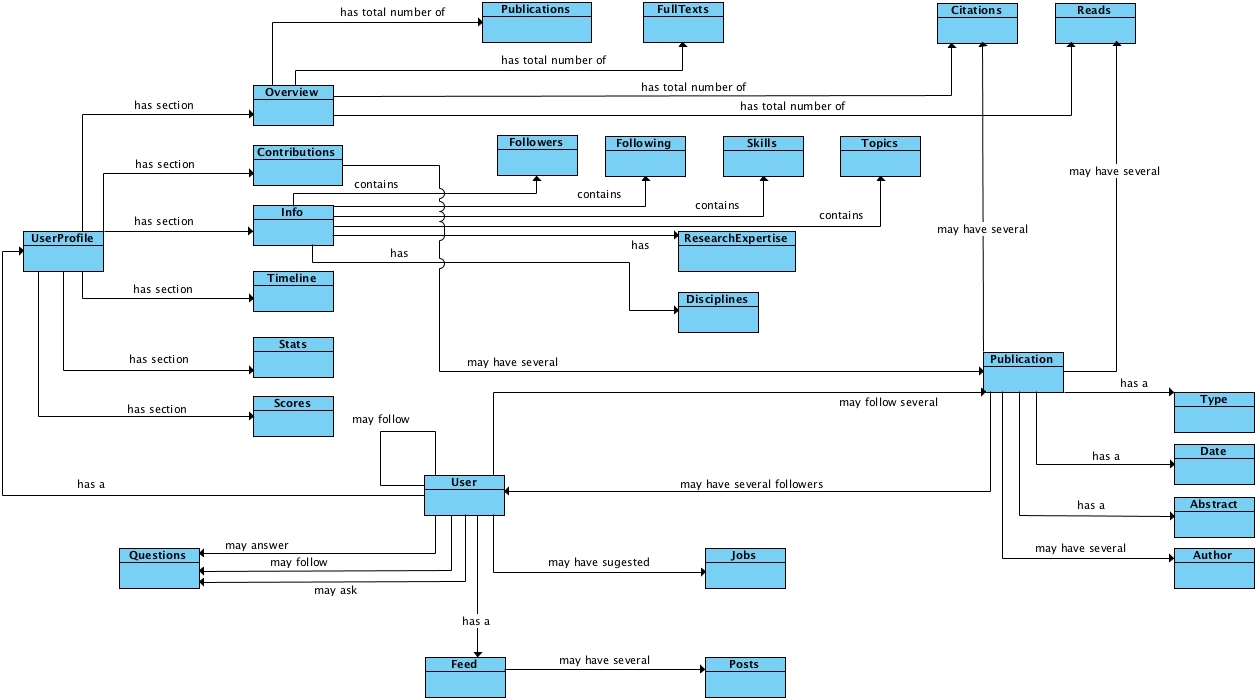 Publications
FullTexts
Citations
Reads
has total number of
has total number of
Overview
has total number of
has section
has total number of
Followers
Following
Skills
Topics
Contributions
has section
may have several
contains
contains
contains
Info
contains
has section
may have several
UserProfile
ResearchExpertise
has
has
Timeline
has section
Disciplines
Stats
has section
Publication
may have several
has a
Scores
has section
may follow several
Type
may follow
Date
has a
User
has a
may have several followers
Abstract
has a
may answer
may have several
Questions
may follow
may have sugested
Jobs
Author
may ask
has a
Feed
may have several
Posts